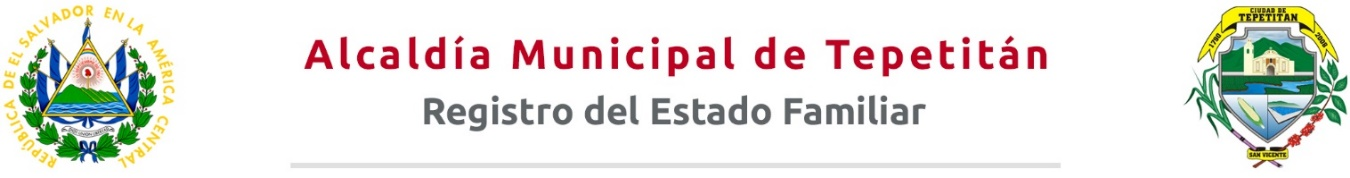 REPÚBLICA DE EL SALVADOR EN LA AMÉRICA CENTRAL
Alcaldía Municipal de Tepetitán
Registro del Estado Familiar
CIUDAD DE
TEPETITAN
SAN VICENTE